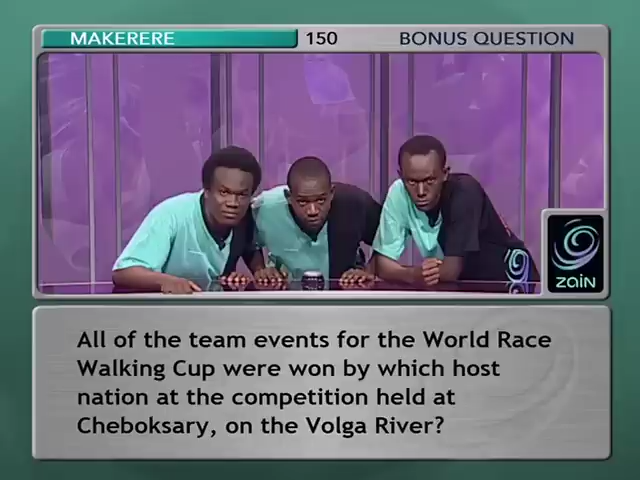 MAKERERE 150 BONUS QUESTION
zain
All of the team events for the World Race
Walking Cup were won by which host
nation at the competition held at
Cheboksary, on the Volga River?